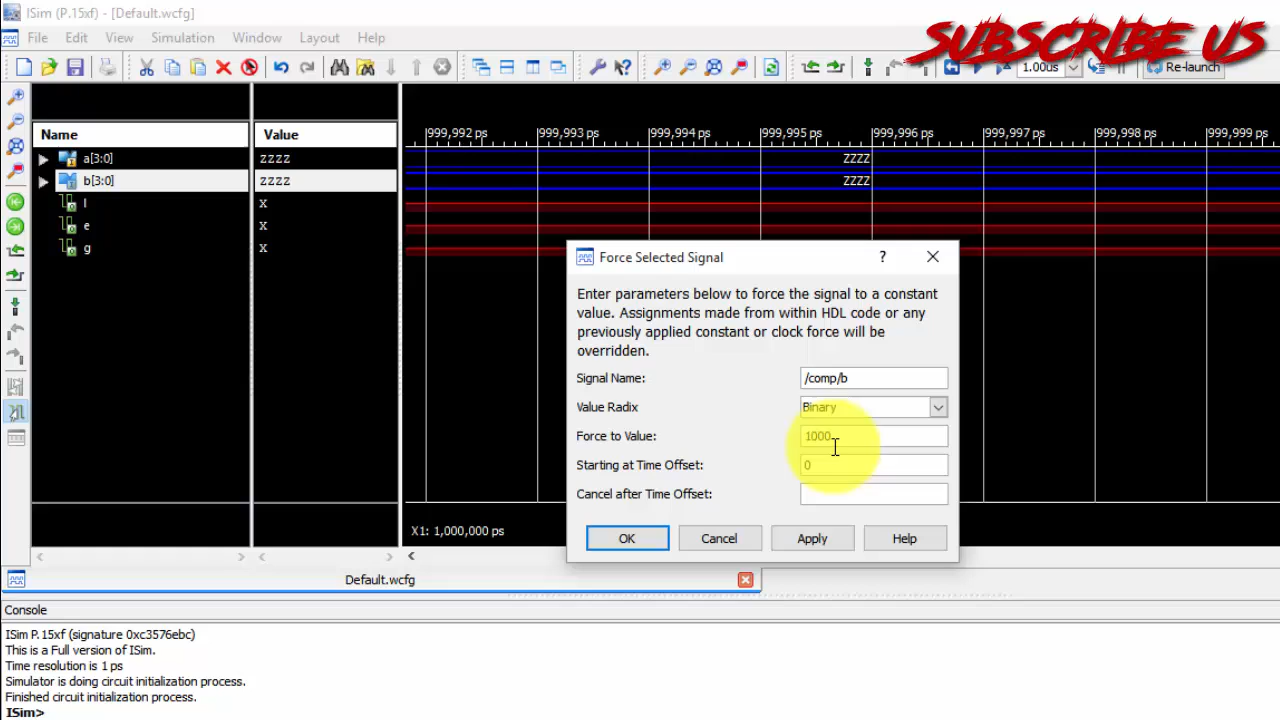 ISim (P.15xf) - [Default.wcfg]
SUBSCRIBE US
File Edit View Simulation Window Layout Help
1.00us Re-launch
Name Value
999,992 ps 999,993 ps 999,994 ps 999,995 ps 999,996 ps 999,997 ps 999,998 ps 999,999 ps
a[3:0] zzzz ZZZZ
b[3:0] zzzz ZZZZ
l x
e x
g x
Force Selected Signal ?
Enter parameters below to force the signal to a constant
value. Assignments made from within HDL code or any
previously applied constant or clock force will be
overridden.
Signal Name: /comp/b
Value Radix Binary
Force to Value: 1000
Starting at Time Offset: 0
Cancel after Time Offset:
OK Cancel Apply Help
X1: 1,000,000 ps
Default.wcfg
Console
ISim P.15xf (signature 0xc3576ebc)
This is a Full version of ISim.
Time resolution is 1 ps
Simulator is doing circuit initialization process.
Finished circuit initialization process.
ISim>